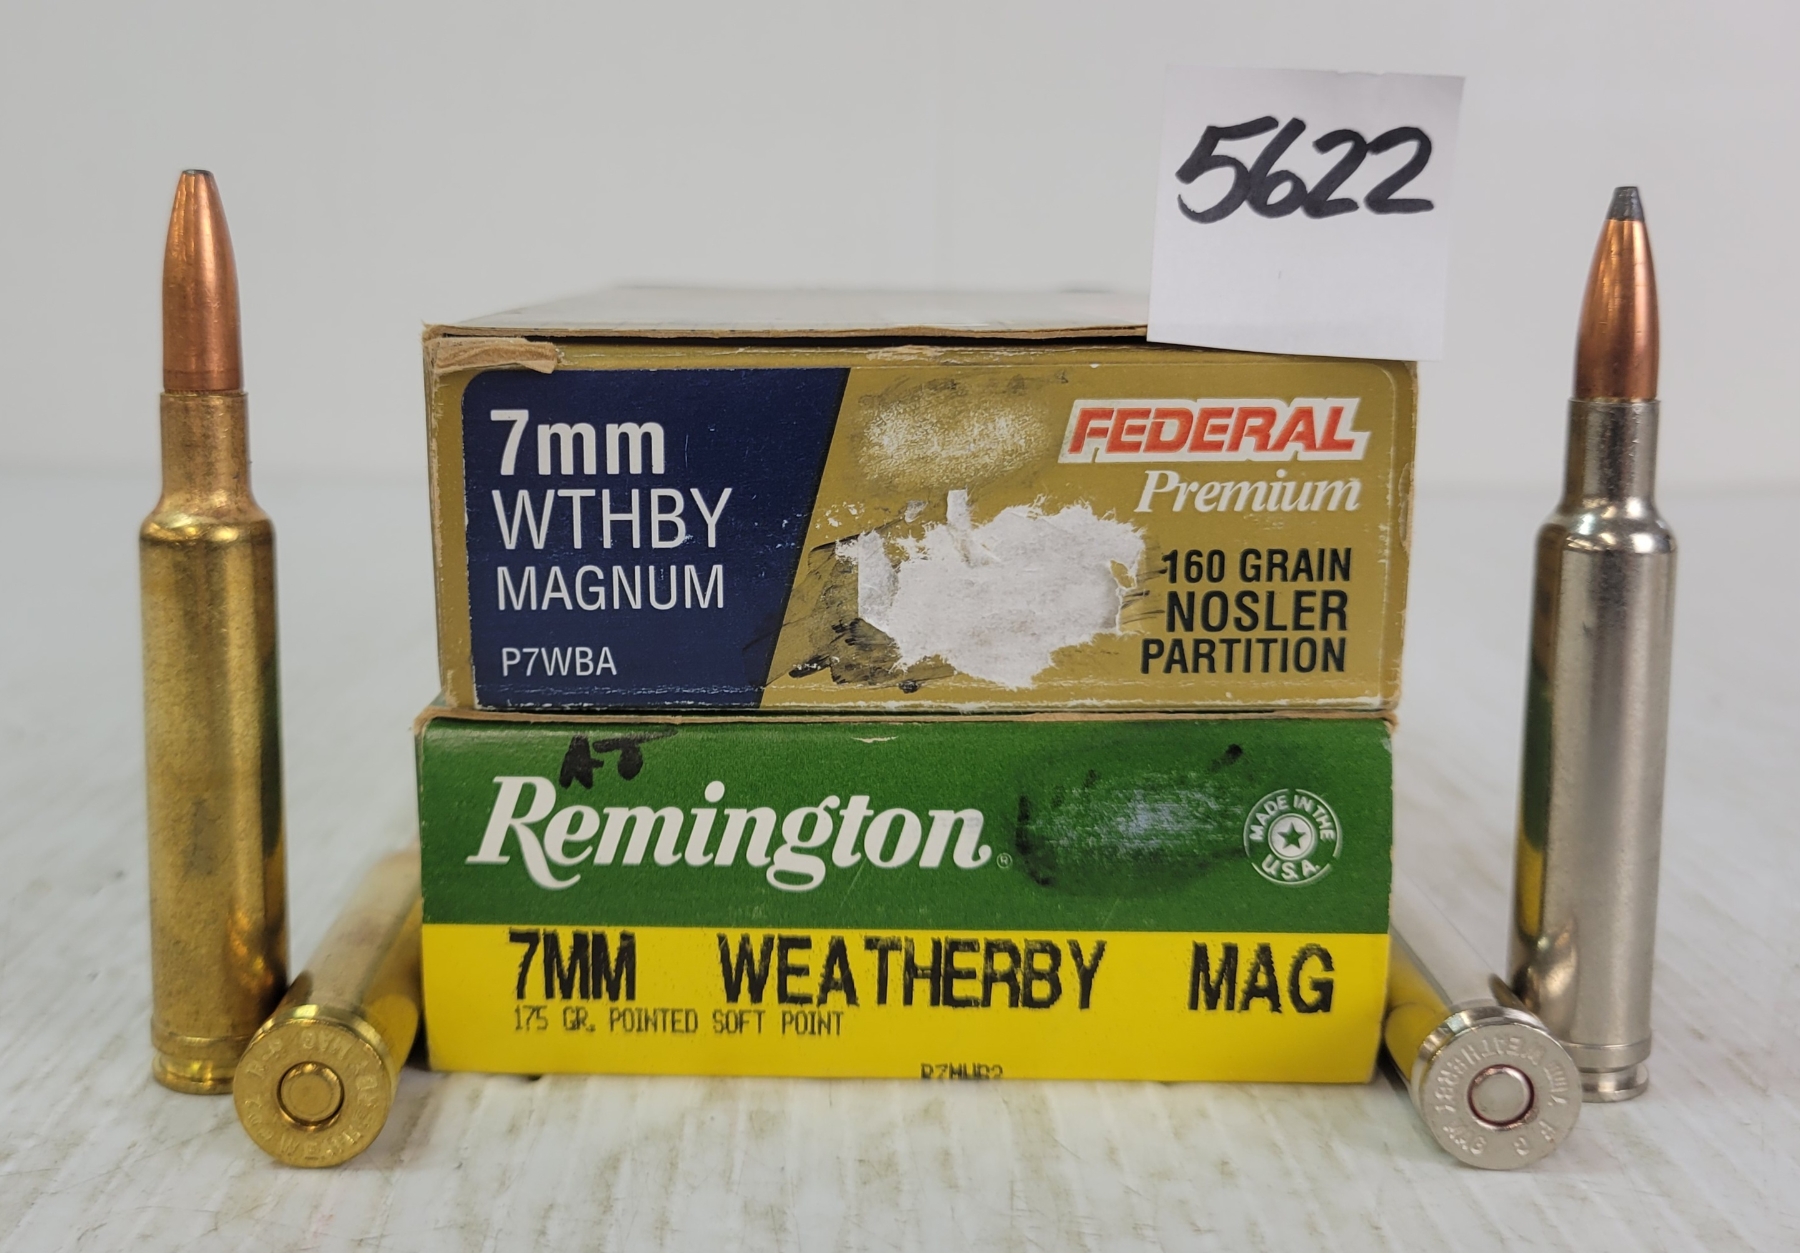 5622
7mm
WTHBY
MAGNUM
P7WBA
FEDERAL
Premium
160 GRAIN
NOSLER
PARTITION
Remington®
MADE IN THE
U.S.A.
7MM WEATHERBY MAG
175 GR. POINTED SOFT POINT